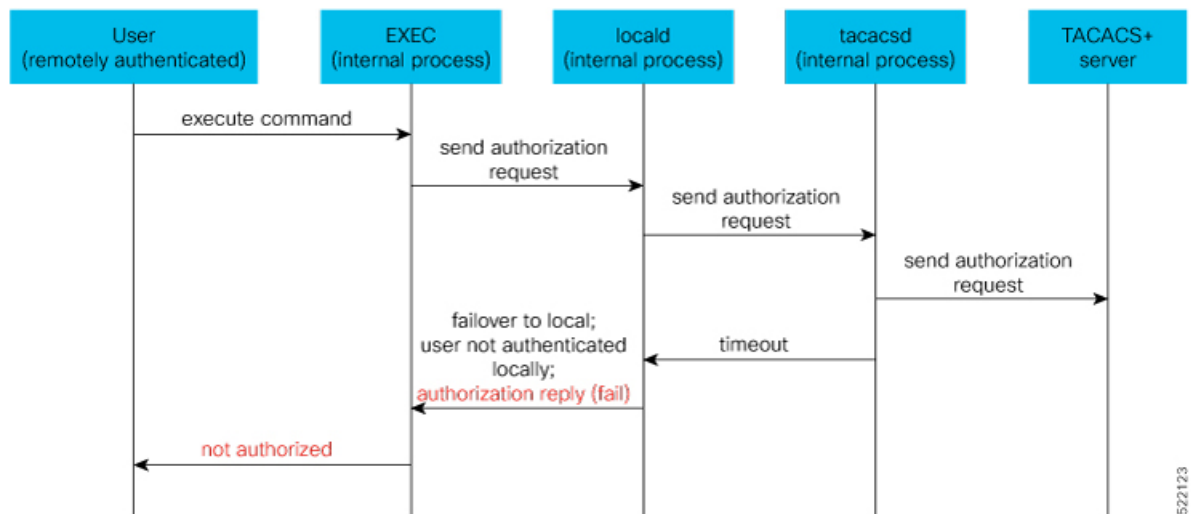 User
(remotely authenticated)
EXEC
(internal process)
locald
(internal process)
tacacsd
(internal process)
TACACS+
server
execute command
send authorization
request
send authorization
request
send authorization
request
failover to local;
user not authenticated
locally;
authorization reply (fail)
timeout
not authorized
522123